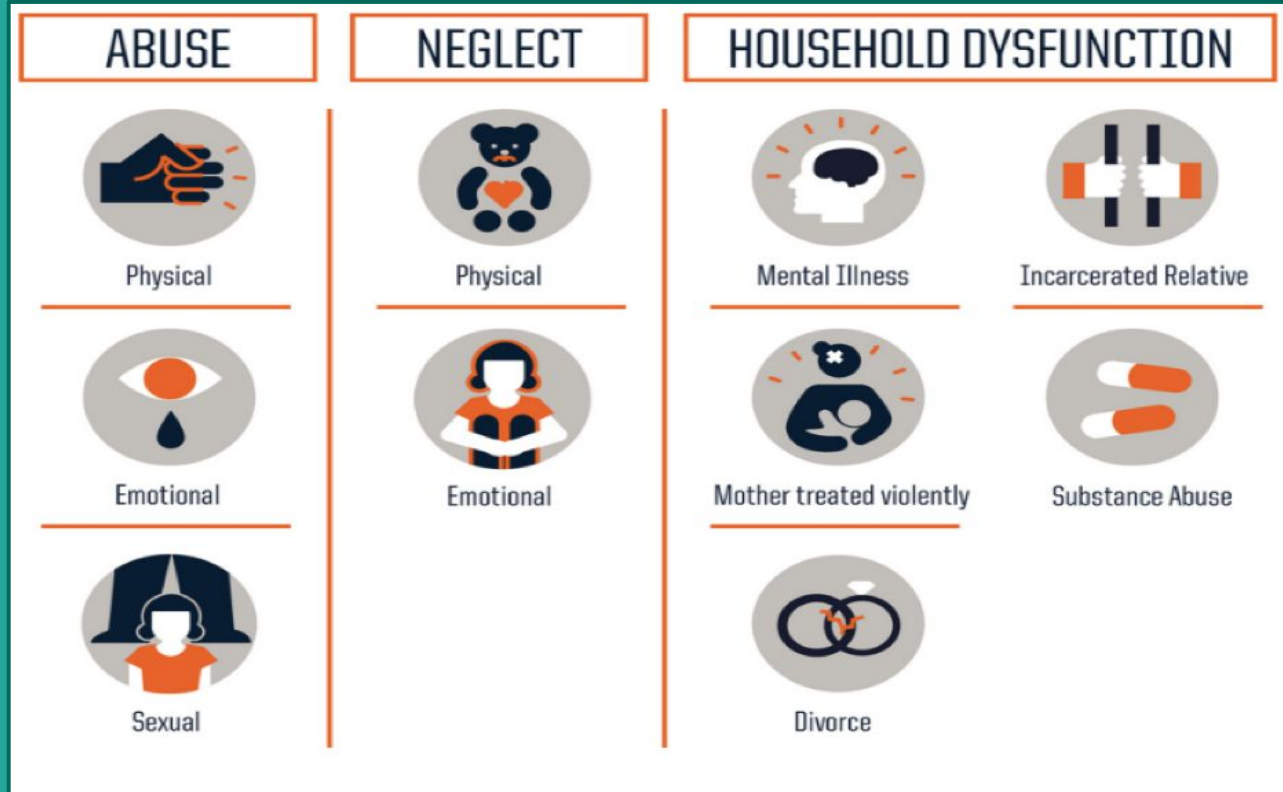 ABUSE
Physical
Emotional
Sexual
NEGLECT
Physical
Emotional
HOUSEHOLD DYSFUNCTION
Mental Illness
Incarcerated Relative
Mother treated violently
Substance Abuse
Divorce